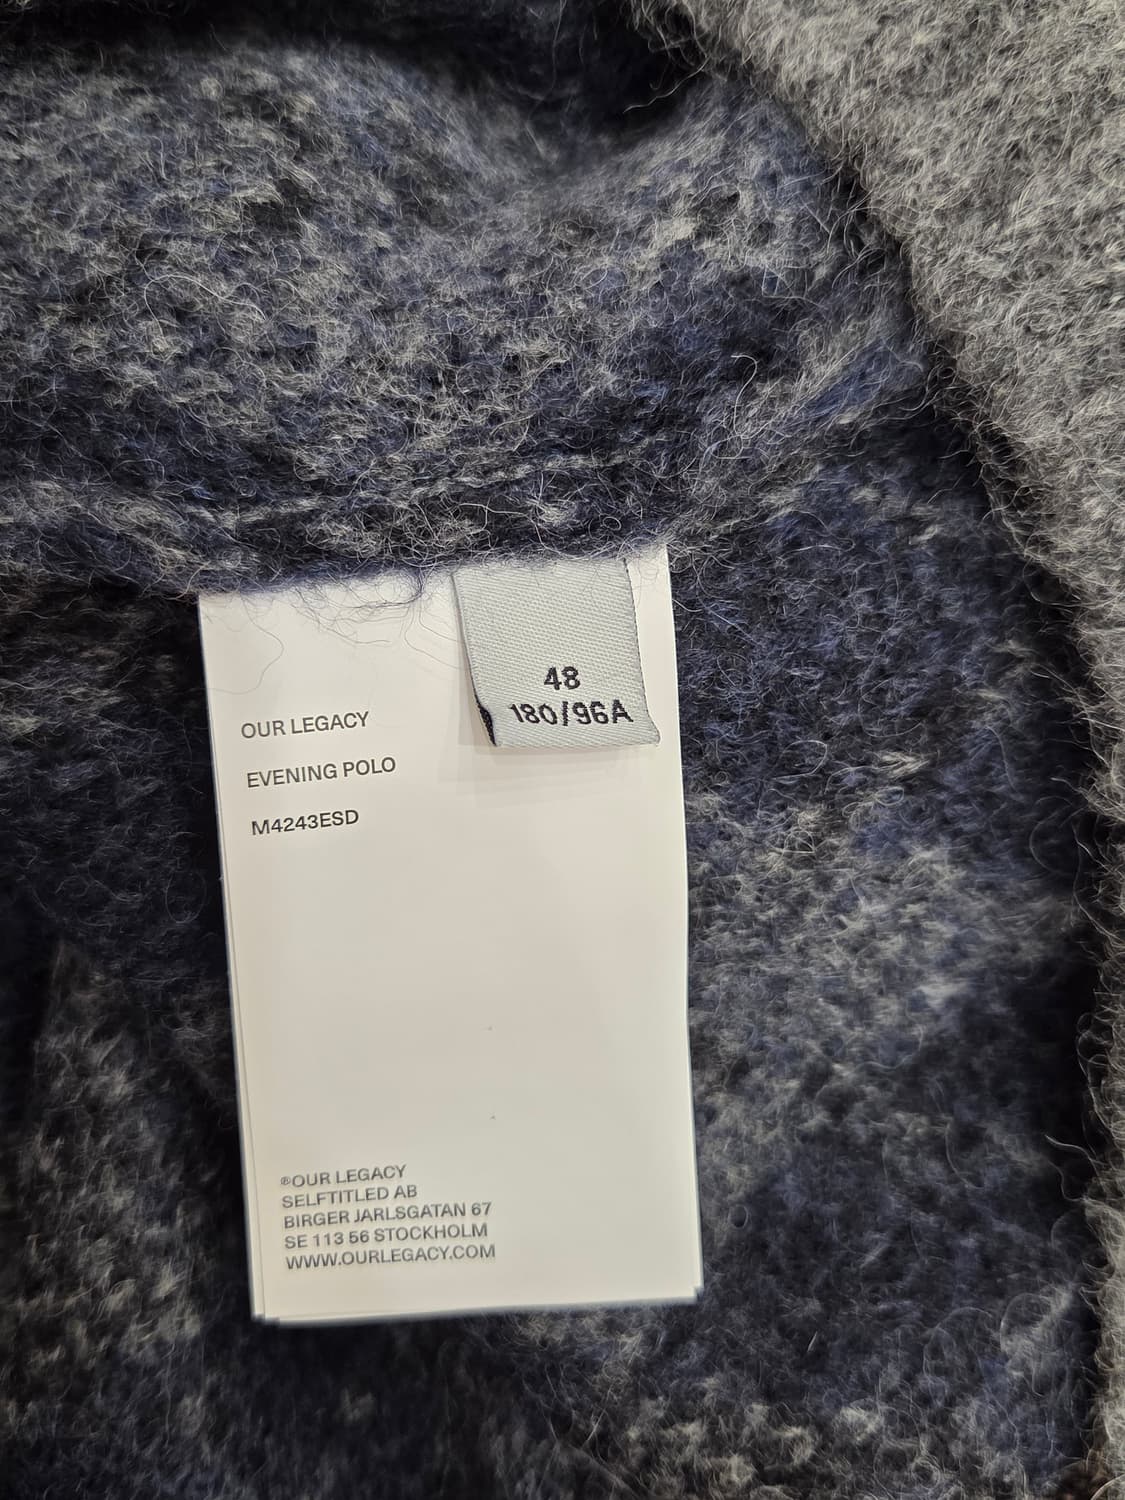 48
180/96A
OUR LEGACY
EVENING POLO
M4243ESD
®OUR LEGACY
SELFTITLED AB
BIRGER JARLSGATAN 67
SE 113 56 STOCKHOLM
WWW.OURLEGACY.COM